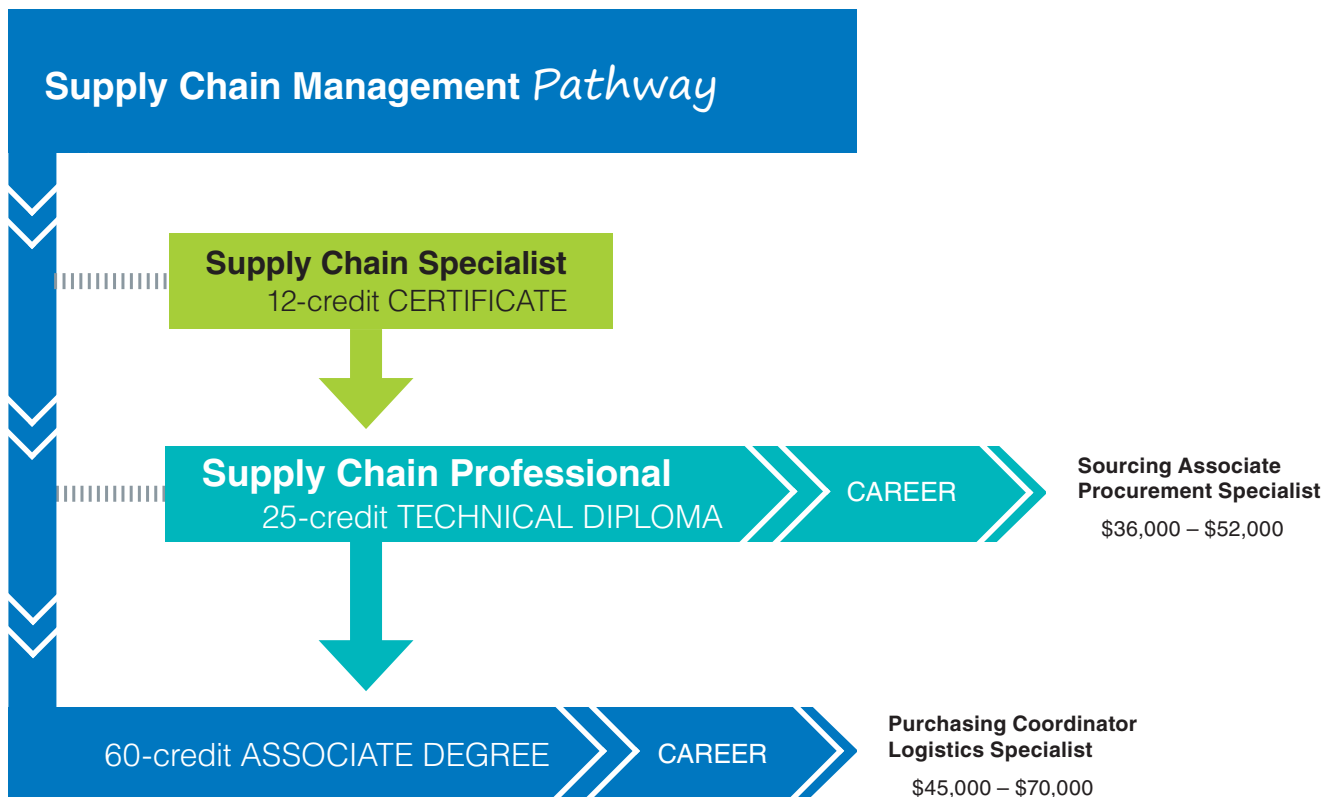 Supply Chain Management Pathway
Supply Chain Specialist
12-credit CERTIFICATE
Supply Chain Professional
25-credit TECHNICAL DIPLOMA
CAREER
Sourcing Associate
Procurement Specialist
$36,000 – $52,000
60-credit ASSOCIATE DEGREE
CAREER
Purchasing Coordinator
Logistics Specialist
$45,000 – $70,000